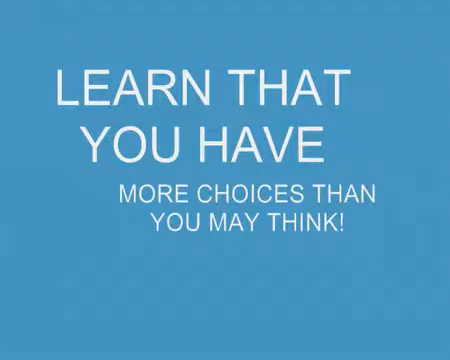 LEARN THAT
YOU HAVE
MORE CHOICES THAN
YOU MAY THINK!